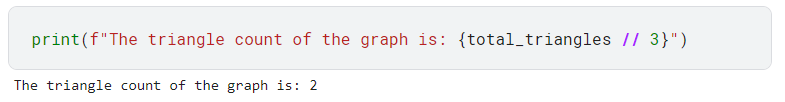 print(f"The triangle count of the graph is: {total_triangles // 3}")
The triangle count of the graph is: 2